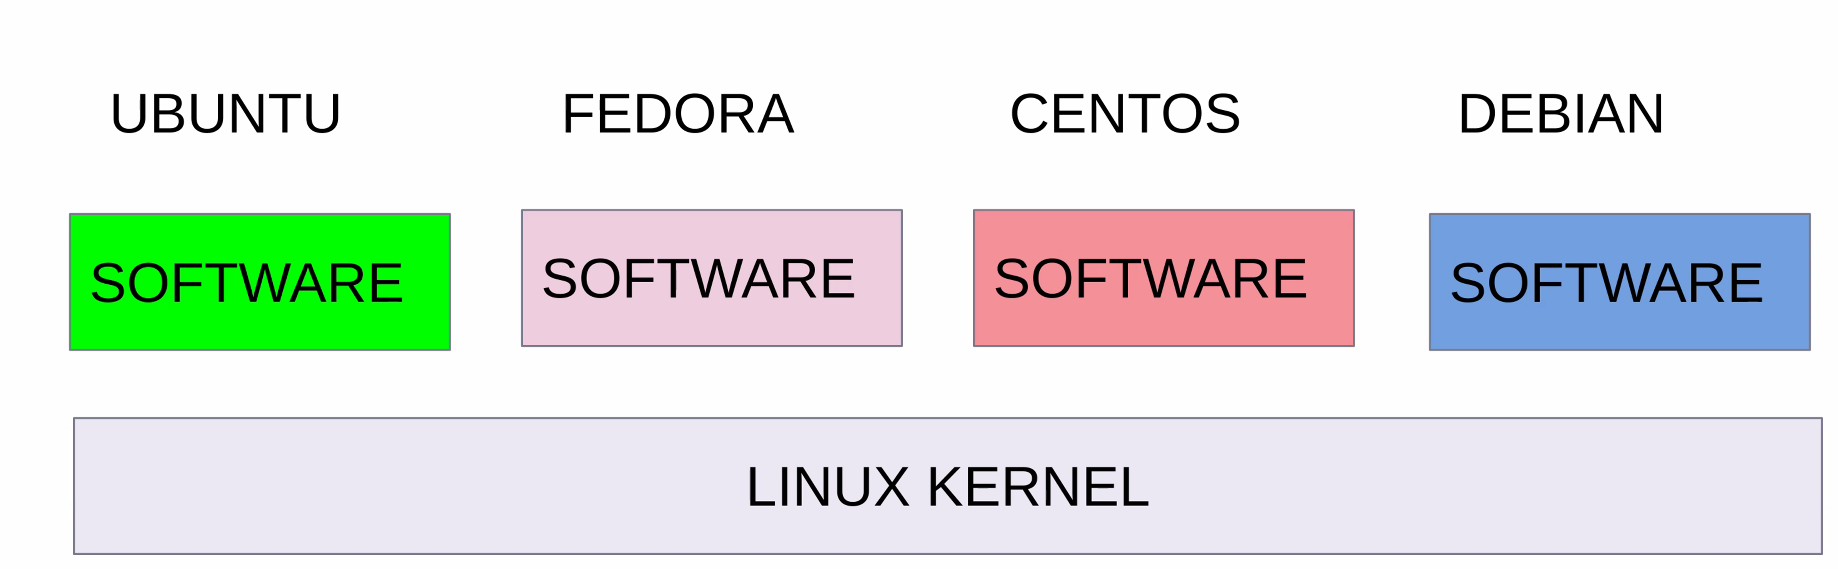 UBUNTU FEDORA CENTOS DEBIAN
SOFTWARE SOFTWARE SOFTWARE SOFTWARE
LINUX KERNEL